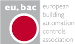 eu.bac
european
building
automation
controls
association